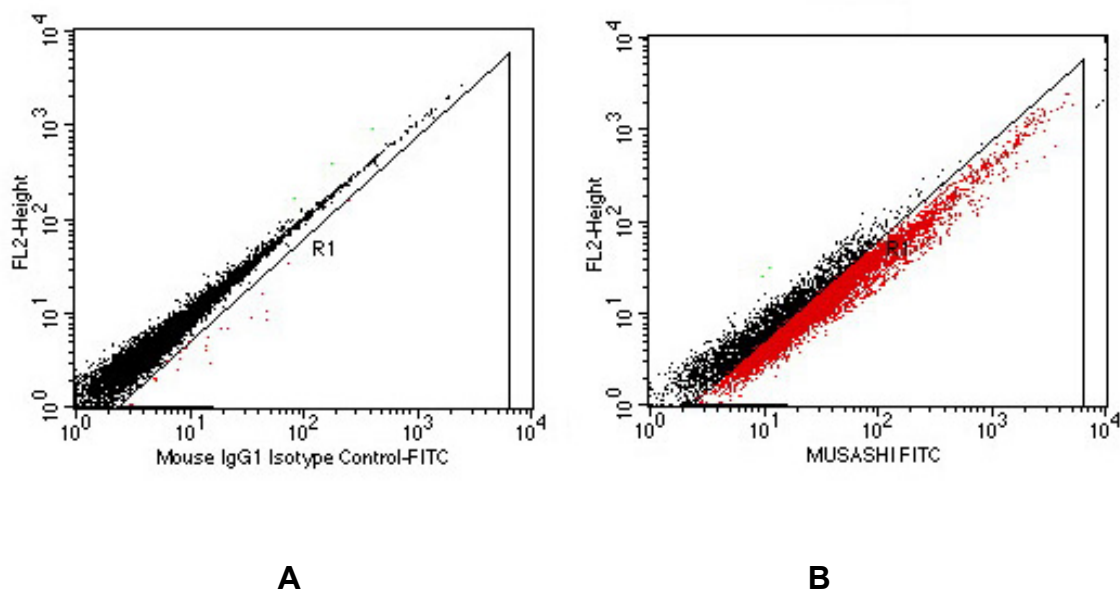 10^4
10^3
10^2
10^1
10^0
FL2-Height
R1
10^0 10^1 10^2 10^3 10^4
Mouse IgG1 Isotype Control-FITC
A
10^4
10^3
10^2
10^1
10^0
FL2-Height
R1
10^0 10^1 10^2 10^3 10^4
MUSASHI FITC
B